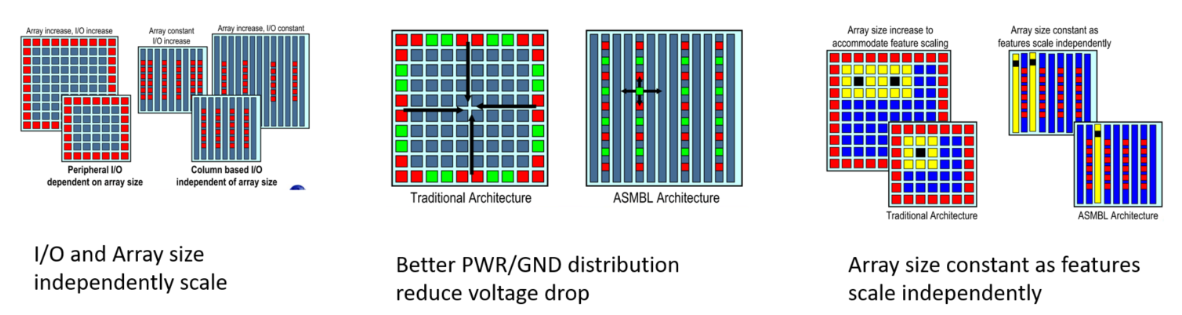 Array increase, I/O increase
Array constant
I/O increase
Array increase, I/O constant
Peripheral I/O
dependent on array size
Column based I/O
independent of array size
I/O and Array size
independently scale
Traditional Architecture
ASMBL Architecture
Better PWR/GND distribution
reduce voltage drop
Array size increase to
accommodate feature scaling
Array size constant as
features scale independently
Traditional Architecture
ASMBL Architecture
Array size constant as features
scale independently